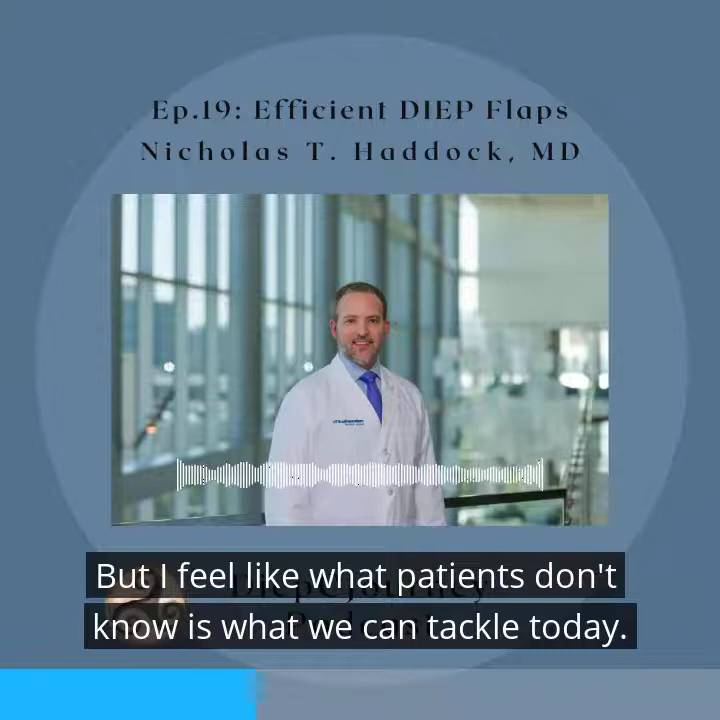 Ep.19: Efficient DIEP Flaps
Nicholas T. Haddock, MD
UTSouthwestern
But I feel like what patients don't
know is what we can tackle today.